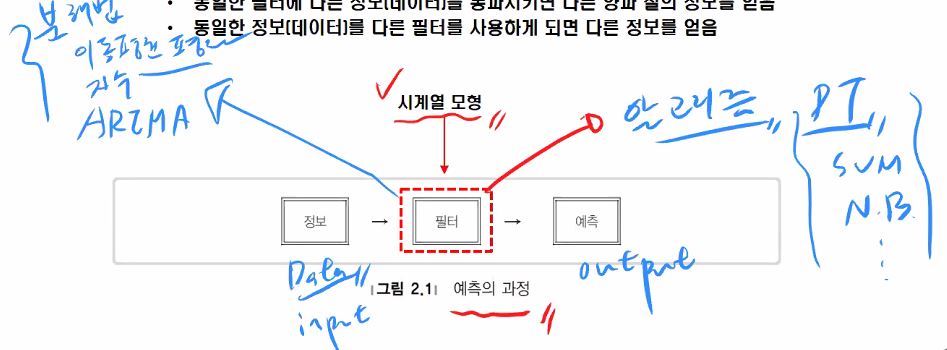 동일한 필터에 다른 정보(데이터)를 통과시키면 다른 양과 질의 정보를 얻음
• 동일한 정보(데이터)를 다른 필터를 사용하게 되면 다른 정보를 얻음
분해법
이동평균
지수
ARIMA
시계열 모형
알고리즘
DT
SVM
N.B.
정보 → 필터 → 예측
Data
input
output
그림 2.1 예측의 과정